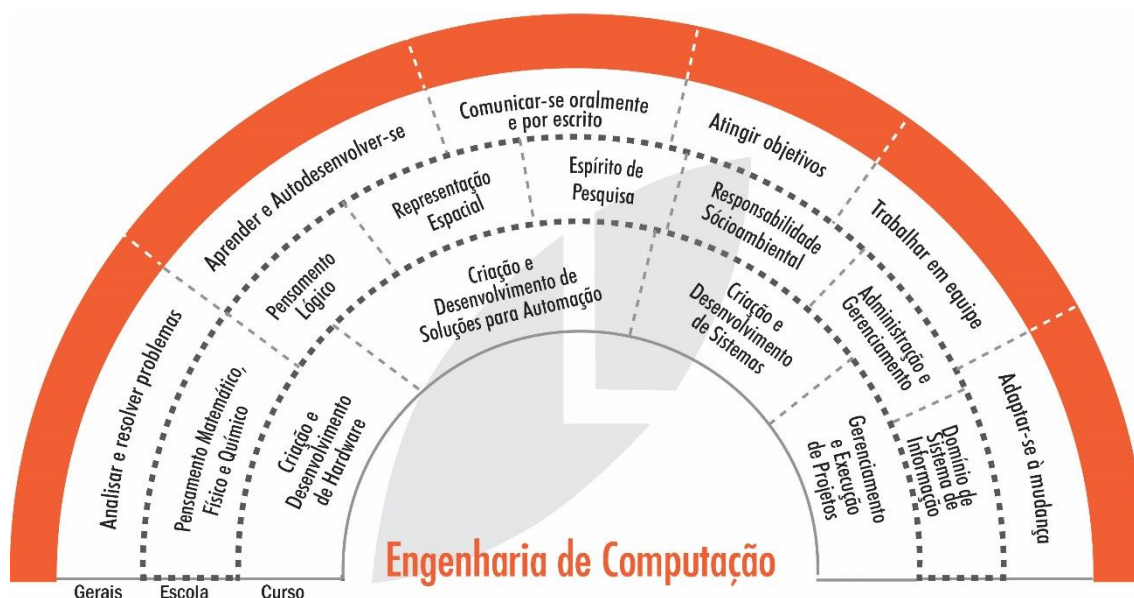 Analisar e resolver problemas
Aprender e Autodesenvolver-se
Comunicar-se oralmente
e por escrito
Atingir objetivos
Trabalhar em equipe
Adaptar-se à mudança
Pensamento Matemático,
Físico e Químico
Pensamento
Lógico
Representação
Espacial
Espírito de
Pesquisa
Responsabilidade
Sócioambiental
Administração e
Gerenciamento
Domínio de
Sistema de
Informação
Criação e
Desenvolvimento
de Hardware
Criação e
Desenvolvimento de
Soluções para Automação
Criação e
Desenvolvimento
de Sistemas
Gerenciamento
e Execução
de Projetos
Engenharia de Computação
Gerais
Escola
Curso